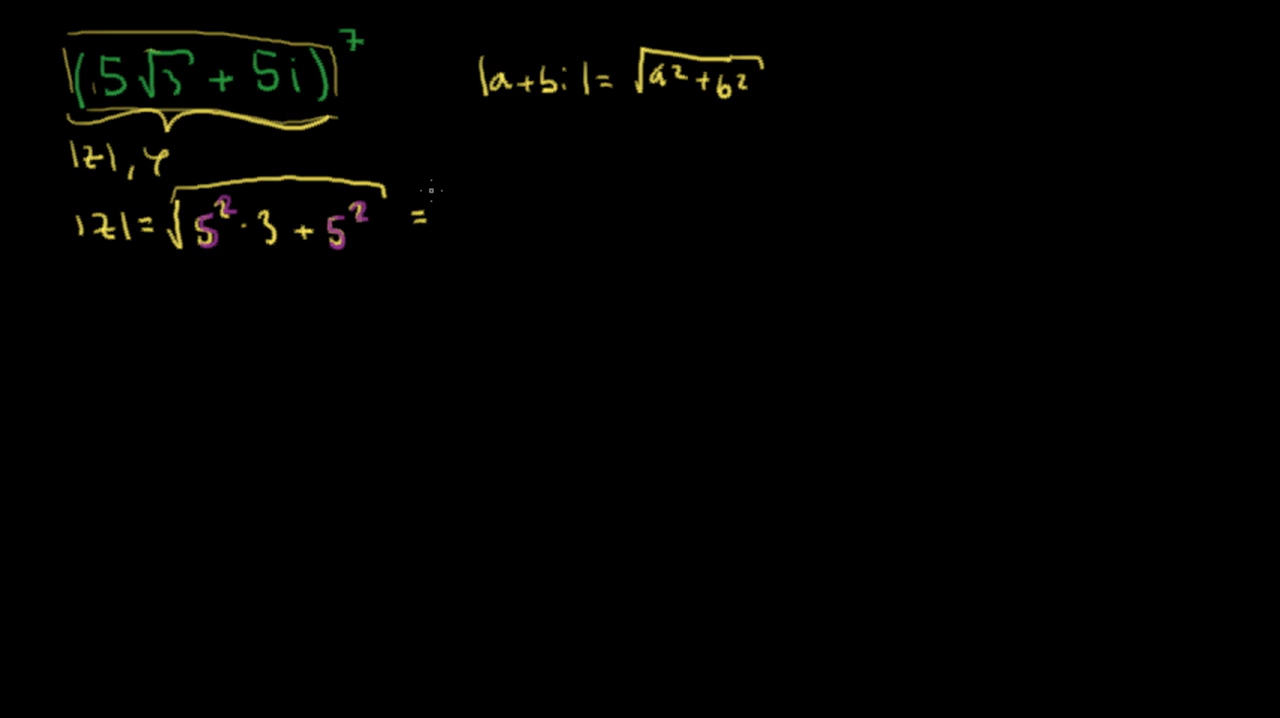 |(5√3 + 5i)|⁷
|a+bi| = √a² + b²
|z|, φ
|z| = √5² · 3 + 5² =